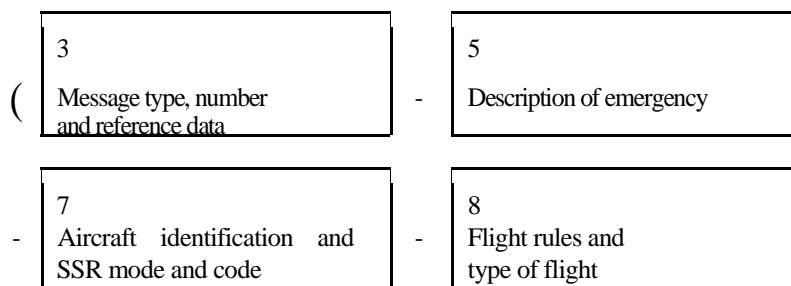 3 5
( Message type, number - Description of emergency
and reference data
7 8
- Aircraft identification and - Flight rules and
SSR mode and code type of flight